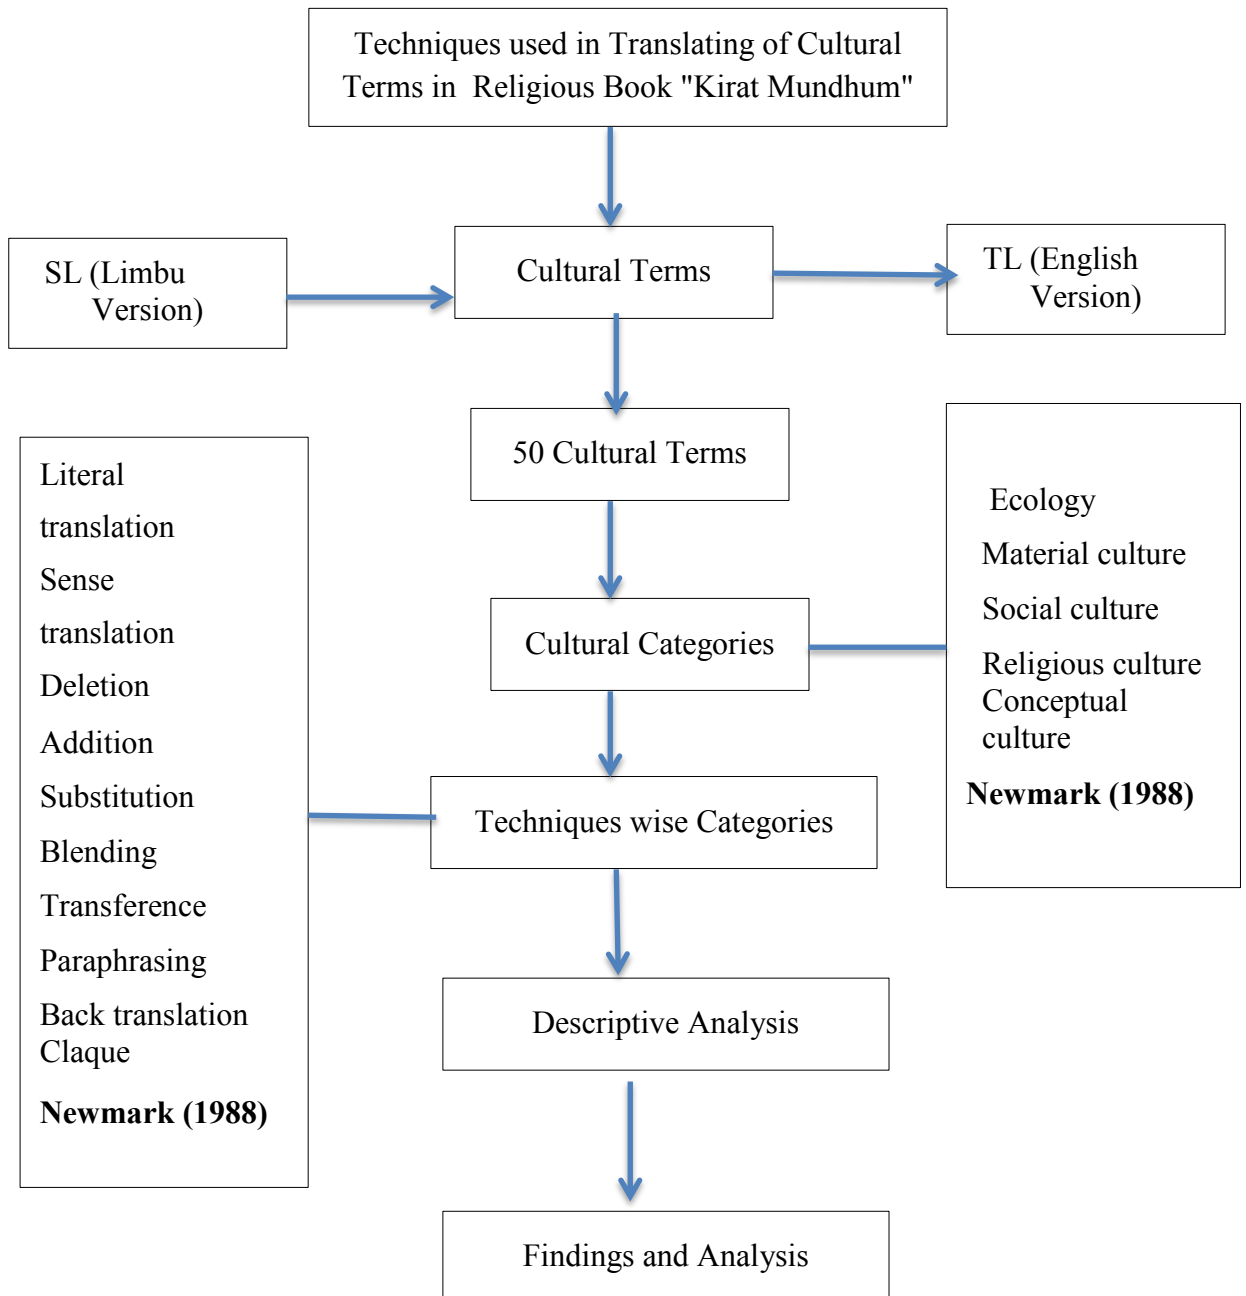 Techniques used in Translating of Cultural
Terms in Religious Book "Kirat Mundhum"
SL (Limbu
Version)
Cultural Terms
TL (English
Version)
50 Cultural Terms
Literal
translation
Sense
translation
Deletion
Addition
Substitution
Blending
Transference
Paraphrasing
Back translation
Claque
Newmark (1988)
Ecology
Material culture
Social culture
Religious culture
Conceptual
culture
Newmark (1988)
Cultural Categories
Techniques wise Categories
Descriptive Analysis
Findings and Analysis